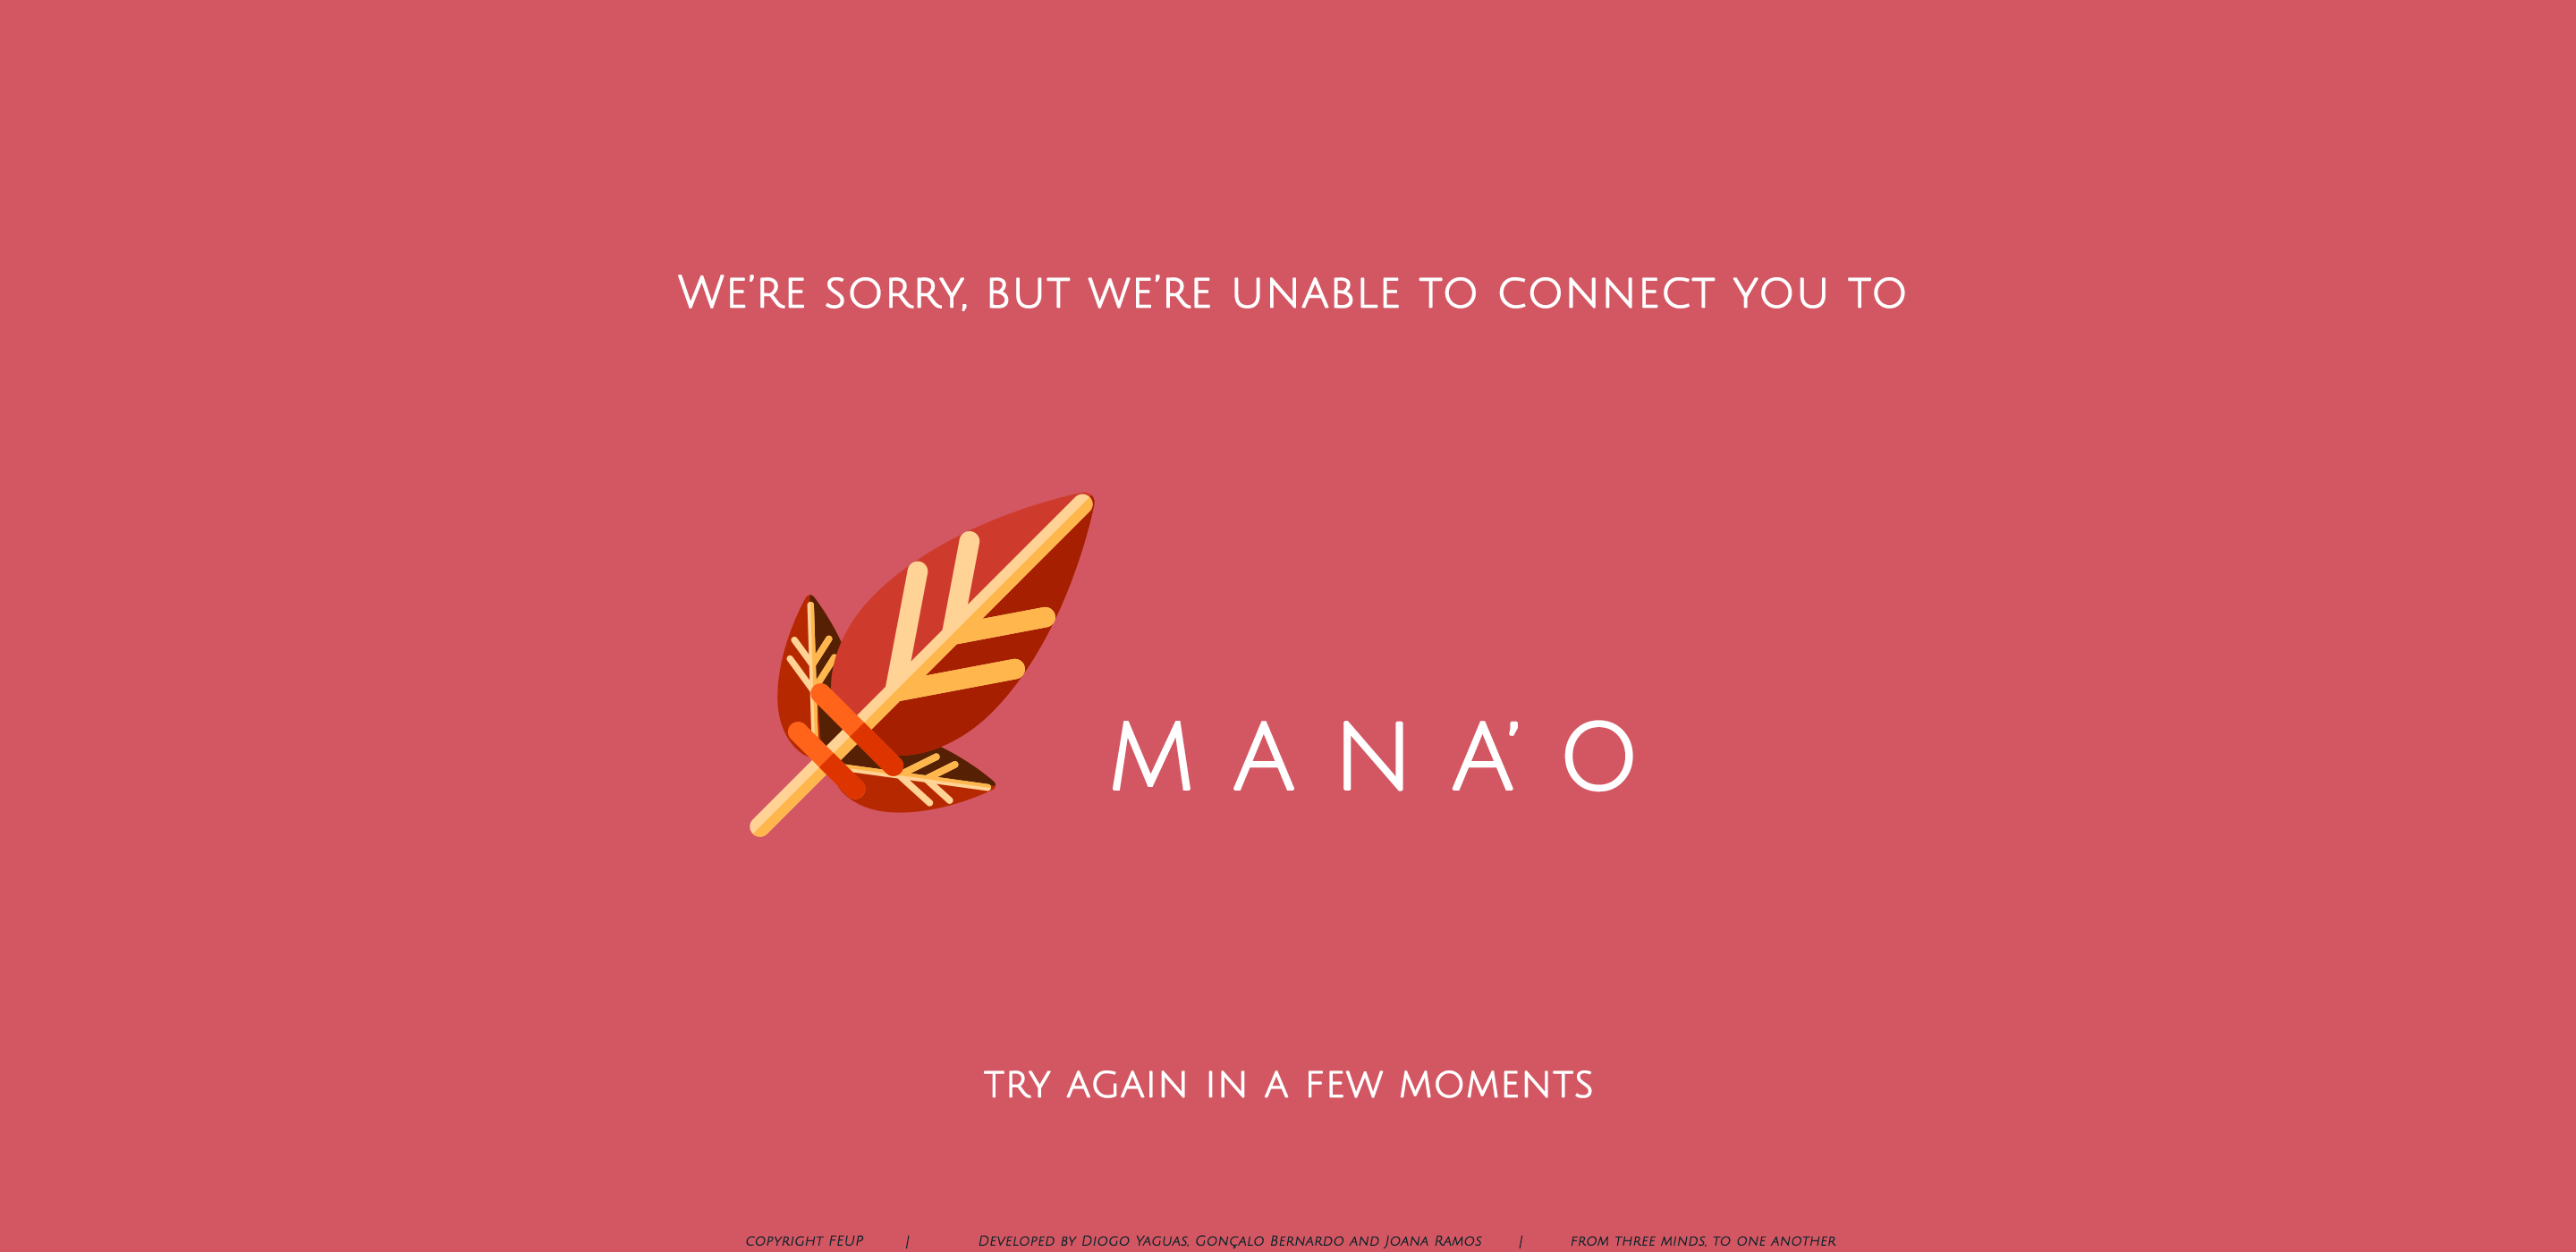 We're sorry, but we're unable to connect you to
MANA'O
try again in a few moments
copyright FEUP | Developed by Diogo Yaguas, Gonçalo Bernardo and Joana Ramos | from three minds, to one another